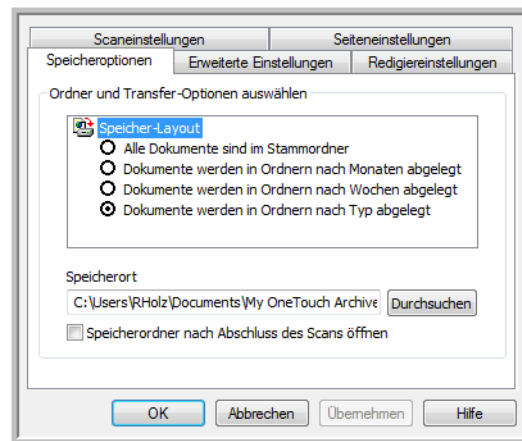 Scaneinstellungen Seiteneinstellungen
Speicheroptionen Erweiterte Einstellungen Redigiereinstellungen
Ordner und Transfer-Optionen auswählen
Speicher-Layout
Alle Dokumente sind im Stammordner
Dokumente werden in Ordnern nach Monaten abgelegt
Dokumente werden in Ordnern nach Wochen abgelegt
Dokumente werden in Ordnern nach Typ abgelegt
Speicherort
C:\Users\RHolz\Documents\My OneTouch Archive Durchsuchen
Speicherordner nach Abschluss des Scans öffnen
OK Abbrechen Übernehmen Hilfe